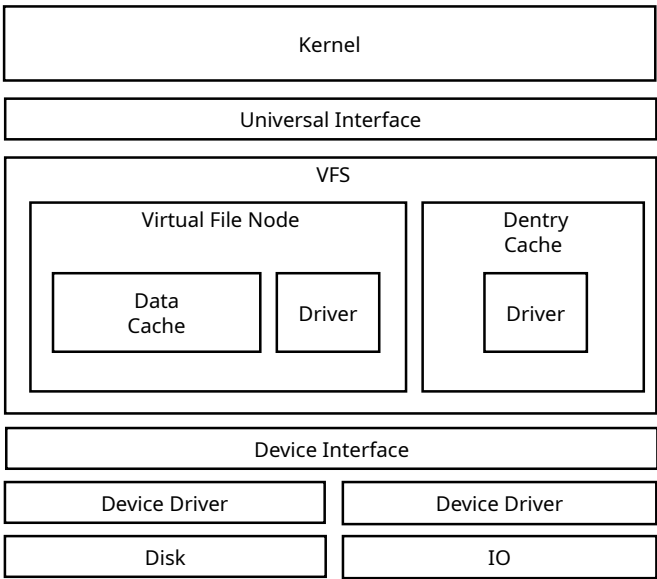 Kernel
Universal Interface
VFS
Virtual File Node
Data
Cache
Driver
Dentry
Cache
Driver
Device Interface
Device Driver
Device Driver
Disk
IO